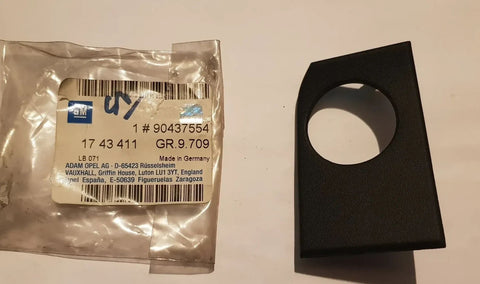 GM
1 # 90437554
17 43 411 GR.9.709
LB 071 Made in Germany
ADAM OPEL AG - D-65423 Rüsselsheim
VAUXHALL, Griffin House, Luton LU1 3YT, England
Opel España, E-50639 Figueruelas Zaragoza